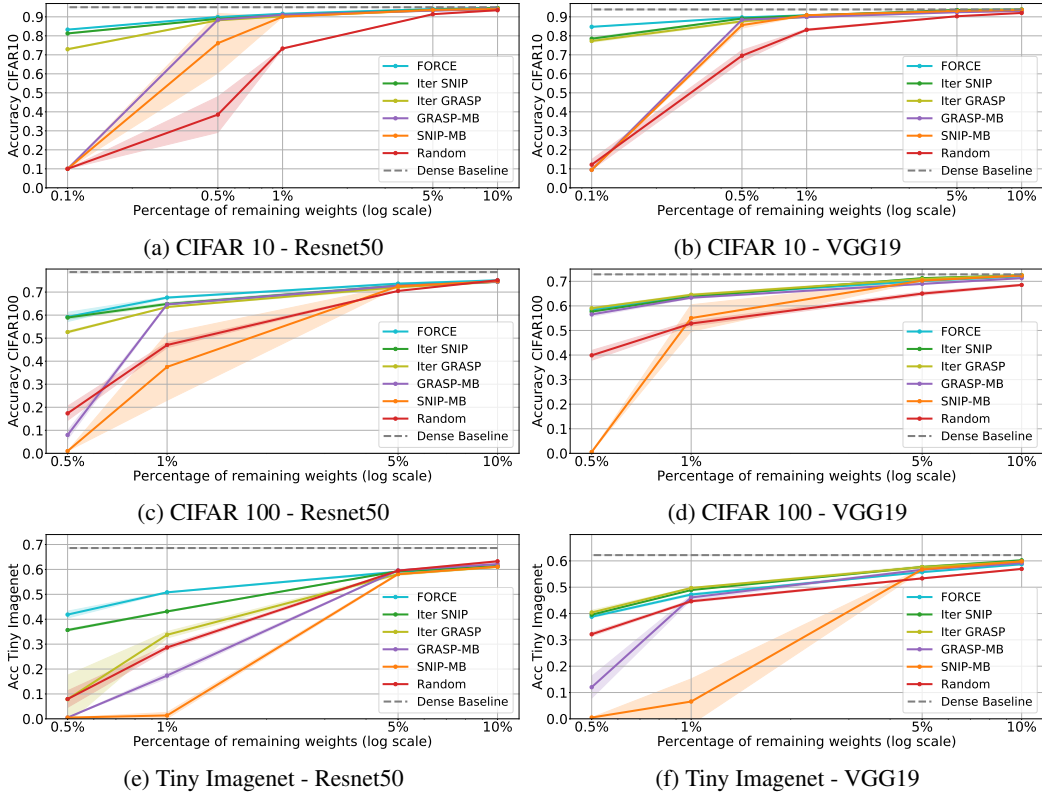 Accuracy CIFAR10
0.9
0.8
0.7
0.6
0.5
0.4
0.3
0.2
0.1
0.0
FORCE
Iter SNIP
Iter GRASP
GRASP-MB
SNIP-MB
Random
Dense Baseline
0.1% 0.5% 1% 5% 10%
Percentage of remaining weights (log scale)
(a) CIFAR 10 - Resnet50
Accuracy CIFAR10
0.9
0.8
0.7
0.6
0.5
0.4
0.3
0.2
0.1
0.0
FORCE
Iter SNIP
Iter GRASP
GRASP-MB
SNIP-MB
Random
Dense Baseline
0.1% 0.5% 1% 5% 10%
Percentage of remaining weights (log scale)
(b) CIFAR 10 - VGG19
Accuracy CIFAR100
0.7
0.6
0.5
0.4
0.3
0.2
0.1
0.0
FORCE
Iter SNIP
Iter GRASP
GRASP-MB
SNIP-MB
Random
Dense Baseline
0.5% 1% 5% 10%
Percentage of remaining weights (log scale)
(c) CIFAR 100 - Resnet50
Accuracy CIFAR100
0.7
0.6
0.5
0.4
0.3
0.2
0.1
0.0
FORCE
Iter SNIP
Iter GRASP
GRASP-MB
SNIP-MB
Random
Dense Baseline
0.5% 1% 5% 10%
Percentage of remaining weights (log scale)
(d) CIFAR 100 - VGG19
Acc Tiny Imagenet
0.7
0.6
0.5
0.4
0.3
0.2
0.1
0.0
FORCE
Iter SNIP
Iter GRASP
GRASP-MB
SNIP-MB
Random
Dense Baseline
0.5% 1% 5% 10%
Percentage of remaining weights (log scale)
(e) Tiny Imagenet - Resnet50
Acc Tiny Imagenet
0.6
0.5
0.4
0.3
0.2
0.1
0.0
FORCE
Iter SNIP
Iter GRASP
GRASP-MB
SNIP-MB
Random
Dense Baseline
0.5% 1% 5% 10%
Percentage of remaining weights (log scale)
(f) Tiny Imagenet - VGG19